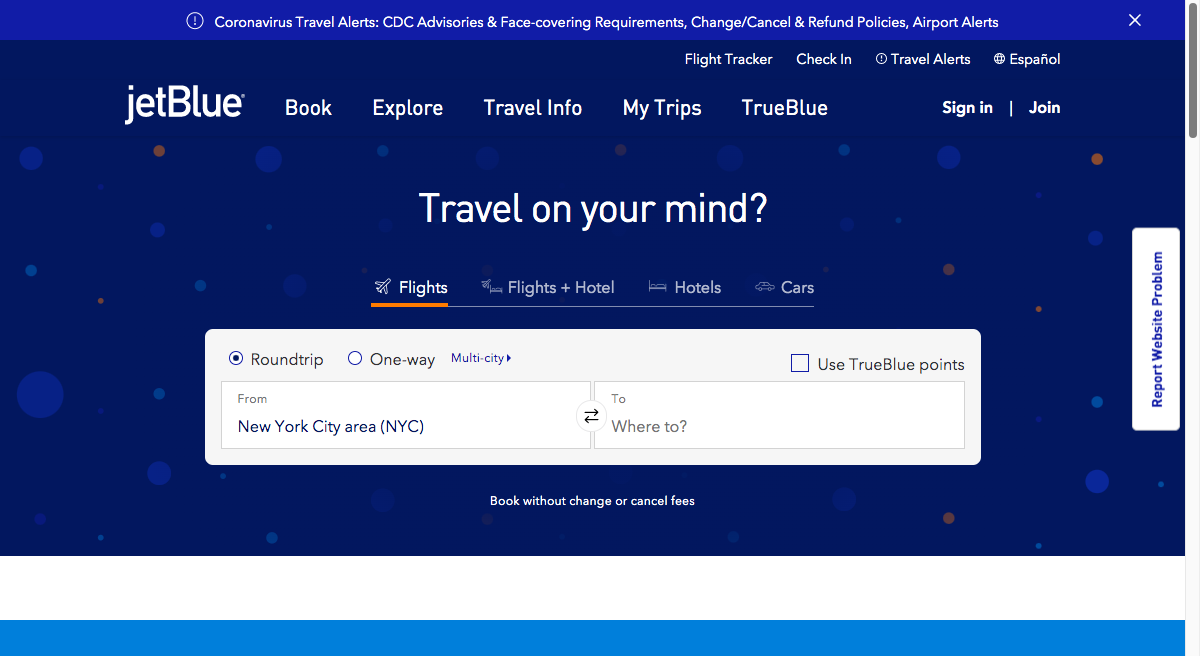 Coronavirus Travel Alerts: CDC Advisories & Face-covering Requirements, Change/Cancel & Refund Policies, Airport Alerts
Flight Tracker Check In Travel Alerts Español
jetBlue Book Explore Travel Info My Trips TrueBlue Sign in | Join
Travel on your mind?
Flights Flights + Hotel Hotels Cars
Roundtrip One-way Multi-city Use TrueBlue points
From To
New York City area (NYC) Where to?
Book without change or cancel fees
Report Website Problem